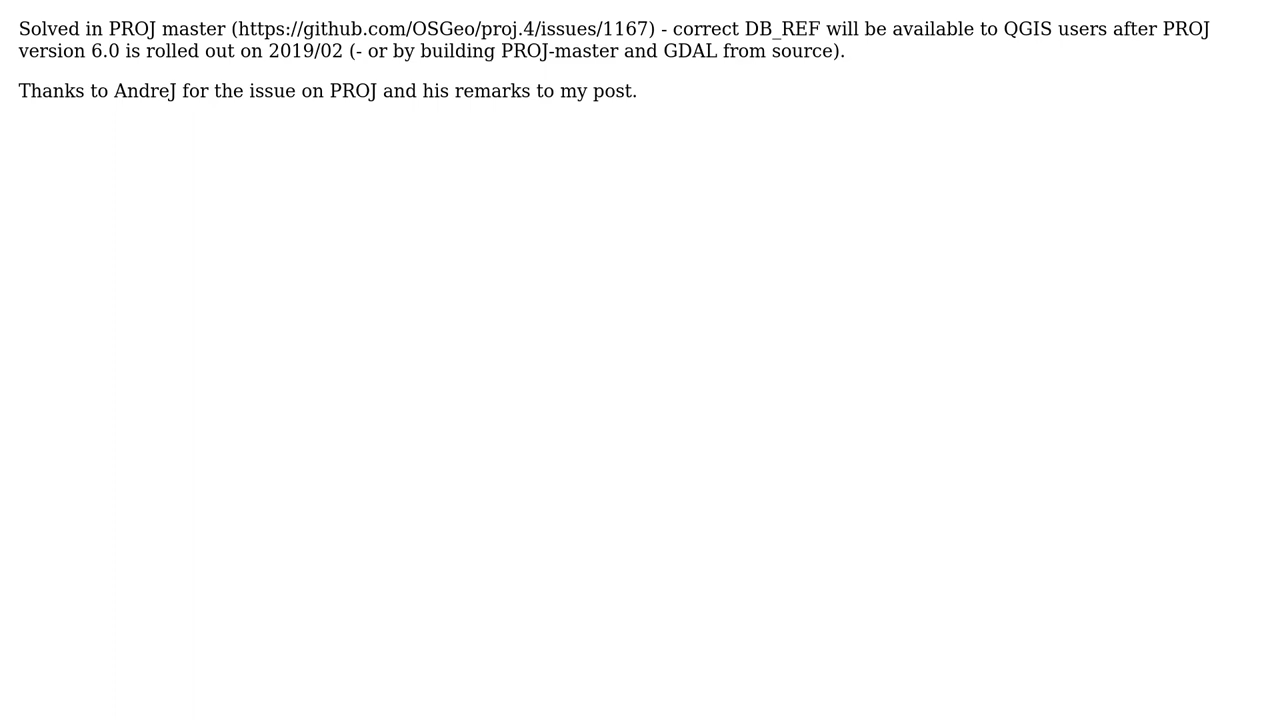 Solved in PROJ master (https://github.com/OSGeo/proj.4/issues/1167) - correct DB_REF will be available to QGIS users after PROJ
version 6.0 is rolled out on 2019/02 (- or by building PROJ-master and GDAL from source).
Thanks to AndreJ for the issue on PROJ and his remarks to my post.